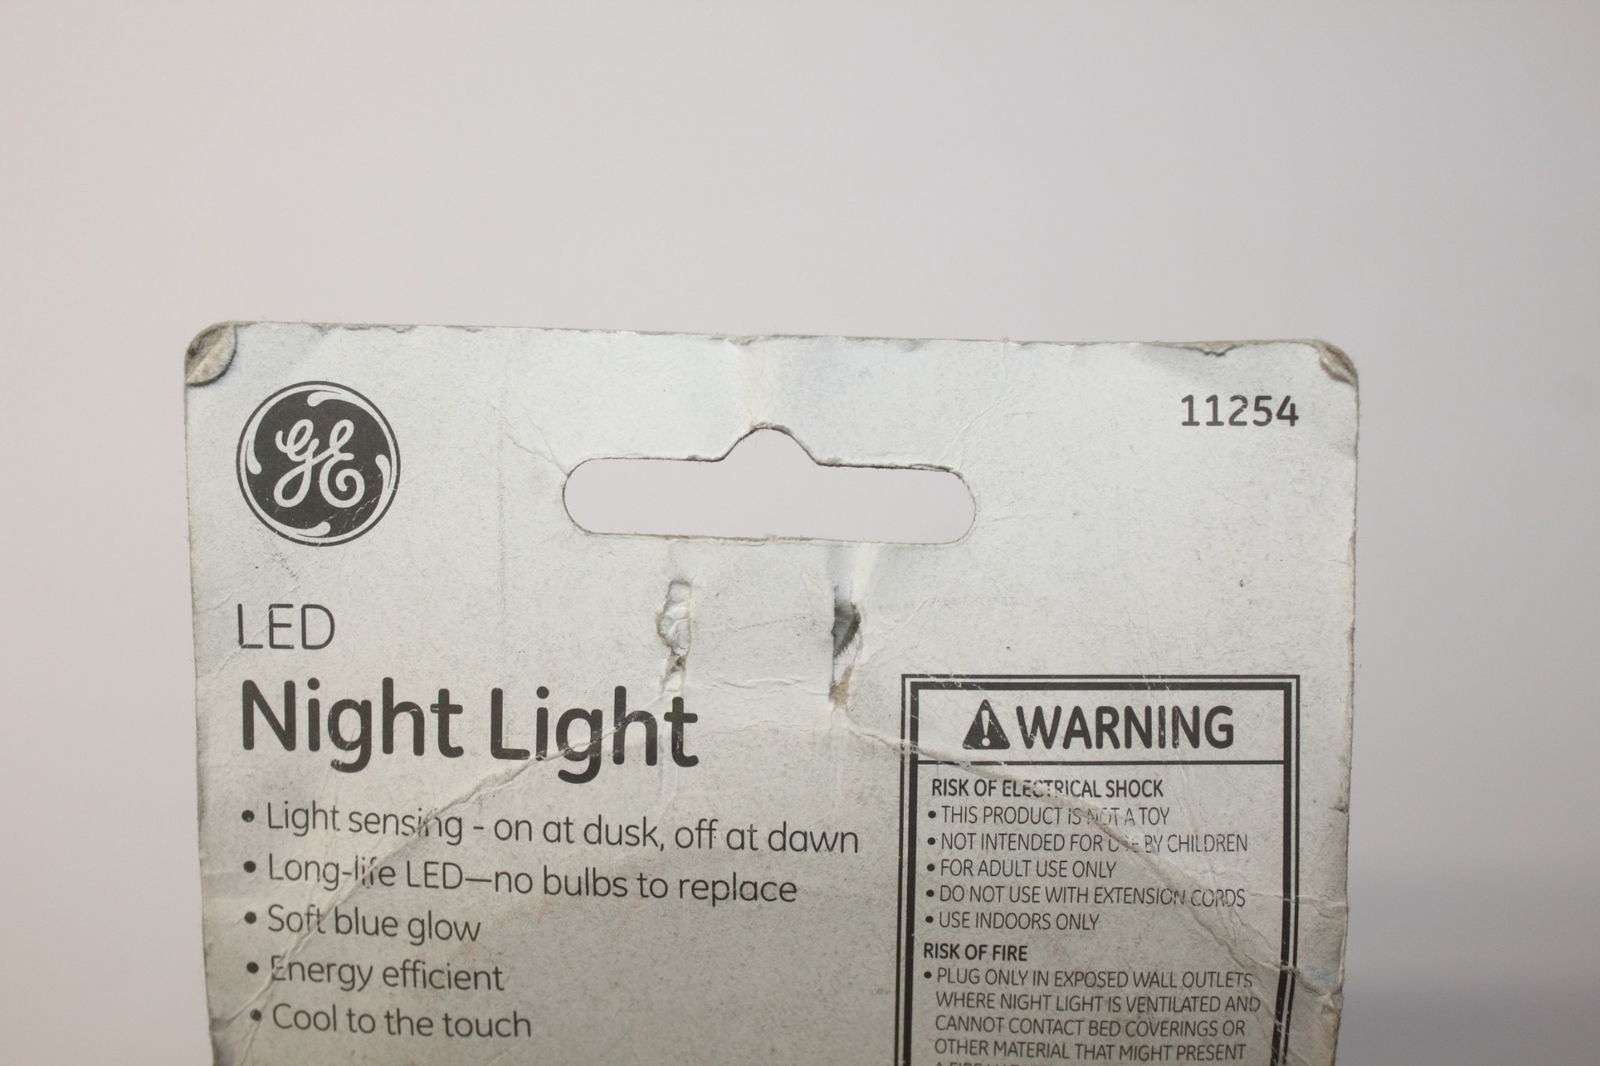 GE
11254
LED
Night Light
• Light sensing - on at dusk, off at dawn
• Long-life LED—no bulbs to replace
• Soft blue glow
• Energy efficient
• Cool to the touch
WARNING
RISK OF ELECTRICAL SHOCK
• THIS PRODUCT IS NOT A TOY
• NOT INTENDED FOR USE BY CHILDREN
• FOR ADULT USE ONLY
• DO NOT USE WITH EXTENSION CORDS
• USE INDOORS ONLY
RISK OF FIRE
• PLUG ONLY IN EXPOSED WALL OUTLETS
WHERE NIGHT LIGHT IS VENTILATED AND
CANNOT CONTACT BED COVERINGS OR
OTHER MATERIAL THAT MIGHT PRESENT